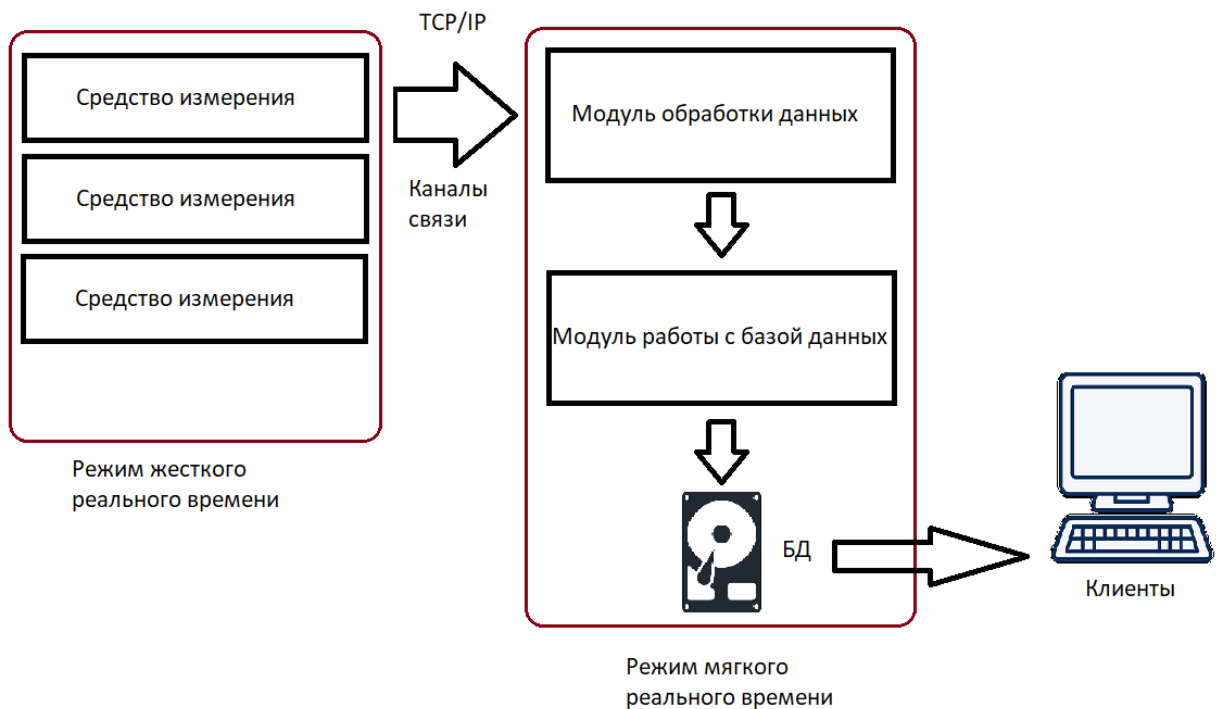 TCP/IP
Средство измерения
Средство измерения
Средство измерения
Каналы
связи
Режим жесткого
реального времени
Модуль обработки данных
Модуль работы с базой данных
БД
Режим мягкого
реального времени
Клиенты